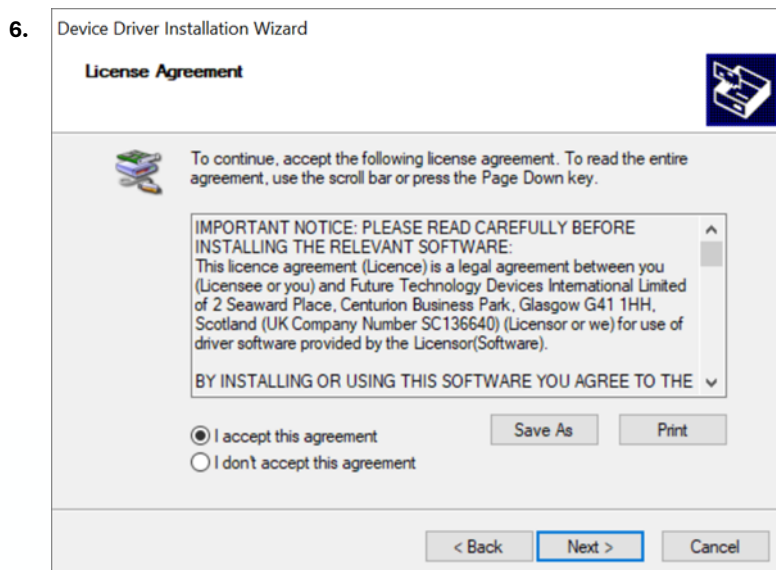 6.
Device Driver Installation Wizard
License Agreement
To continue, accept the following license agreement. To read the entire
agreement, use the scroll bar or press the Page Down key.
IMPORTANT NOTICE: PLEASE READ CAREFULLY BEFORE
INSTALLING THE RELEVANT SOFTWARE:
This licence agreement (Licence) is a legal agreement between you
(Licensee or you) and Future Technology Devices International Limited
of 2 Seaward Place, Centurion Business Park, Glasgow G41 1HH,
Scotland (UK Company Number SC136640) (Licensor or we) for use of
driver software provided by the Licensor(Software).
BY INSTALLING OR USING THIS SOFTWARE YOU AGREE TO THE
I accept this agreement
Save As
Print
I don't accept this agreement
< Back
Next >
Cancel